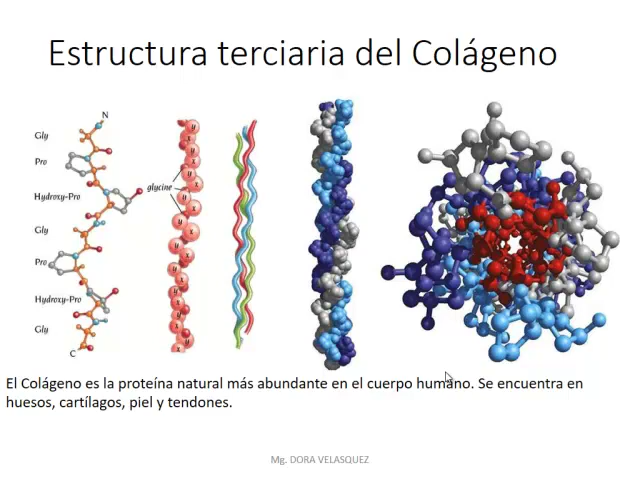 Estructura terciaria del Colágeno
N
Gly
Pro
Hydroxy-Pro
Gly
Pro
Hydroxy-Pro
Gly
C
glycine
El Colágeno es la proteína natural más abundante en el cuerpo humano. Se encuentra en
huesos, cartílagos, piel y tendones.
Mg. DORA VELASQUEZ